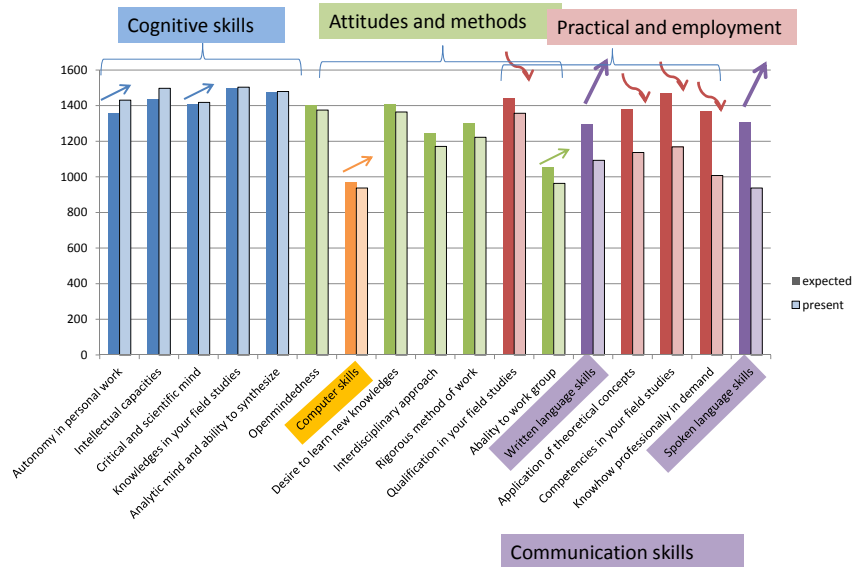 Cognitive skills
Attitudes and methods
Practical and employment
1600
1400
1200
1000
800
600
400
200
0
expected
present
Autonomy in personal work
Intellectual capacities
Critical and scientific mind
Knowledges in your field studies
Analytic mind and ability to synthesize
Openmindedness
Computer skills
Desire to learn new knowledges
Interdisciplinary approach
Rigorous method of work
Qualification in your field studies
Abality to work group
Written language skills
Application of theoretical concepts
Competencies in your field studies
Knowhow professionally in demand
Spoken language skills
Communication skills